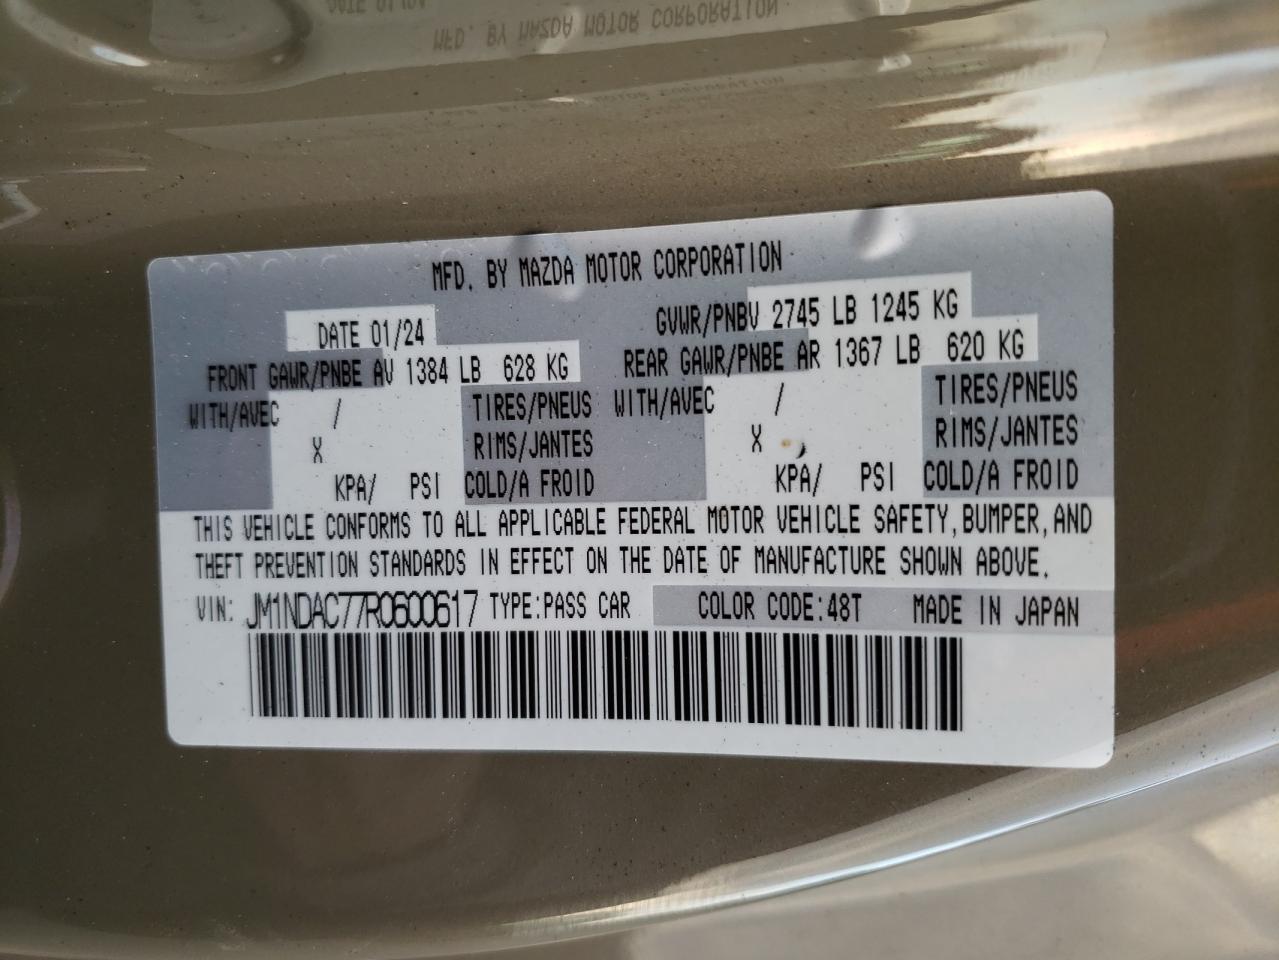 MFD. BY MAZDA MOTOR CORPORATION
DATE 01/24 GVWR/PNBV 2745 LB 1245 KG
FRONT GAWR/PNBE AV 1384 LB 628 KG REAR GAWR/PNBE AR 1367 LB 620 KG
WITH/AVEC / TIRES/PNEUS WITH/AVEC / TIRES/PNEUS
X RIMS/JANTES X RIMS/JANTES
KPA/ PSI COLD/A FROID KPA/ PSI COLD/A FROID
THIS VEHICLE CONFORMS TO ALL APPLICABLE FEDERAL MOTOR VEHICLE SAFETY, BUMPER, AND
THEFT PREVENTION STANDARDS IN EFFECT ON THE DATE OF MANUFACTURE SHOWN ABOVE.
VIN: JM1NDAC77R0600617 TYPE:PASS CAR COLOR CODE:48T MADE IN JAPAN